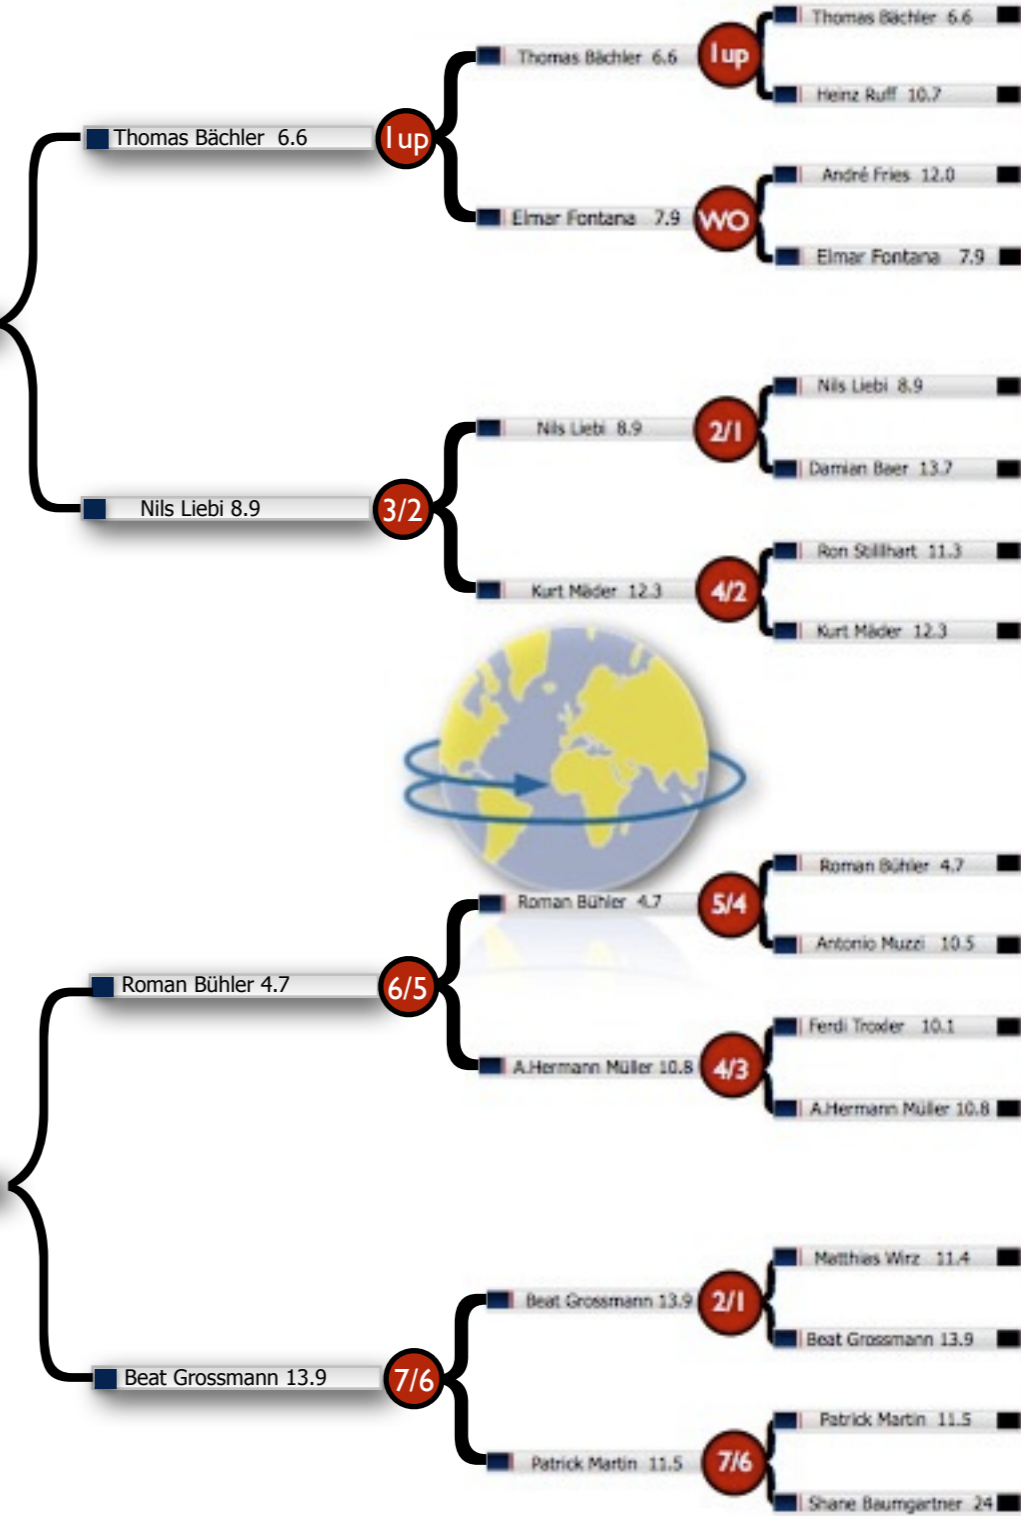 Thomas Bächler 6.6
1up
Thomas Bächler 6.6
1up
Thomas Bächler 6.6
Heinz Ruff 10.7
Elmar Fontana 7.9
WO
André Fries 12.0
Elmar Fontana 7.9
Nils Liebi 8.9
3/2
Nils Liebi 8.9
2/1
Nils Liebi 8.9
Damian Baer 13.7
Kurt Mäder 12.3
4/2
Ron Stillhart 11.3
Kurt Mäder 12.3
Roman Bühler 4.7
6/5
Roman Bühler 4.7
5/4
Roman Bühler 4.7
Antonio Muzzi 10.5
A.Hermann Müller 10.8
4/3
Ferdi Troxler 10.1
A.Hermann Müller 10.8
Beat Grossmann 13.9
7/6
Beat Grossmann 13.9
2/1
Matthias Wirz 11.4
Beat Grossmann 13.9
Patrick Martin 11.5
7/6
Patrick Martin 11.5
Shane Baumgartner 24